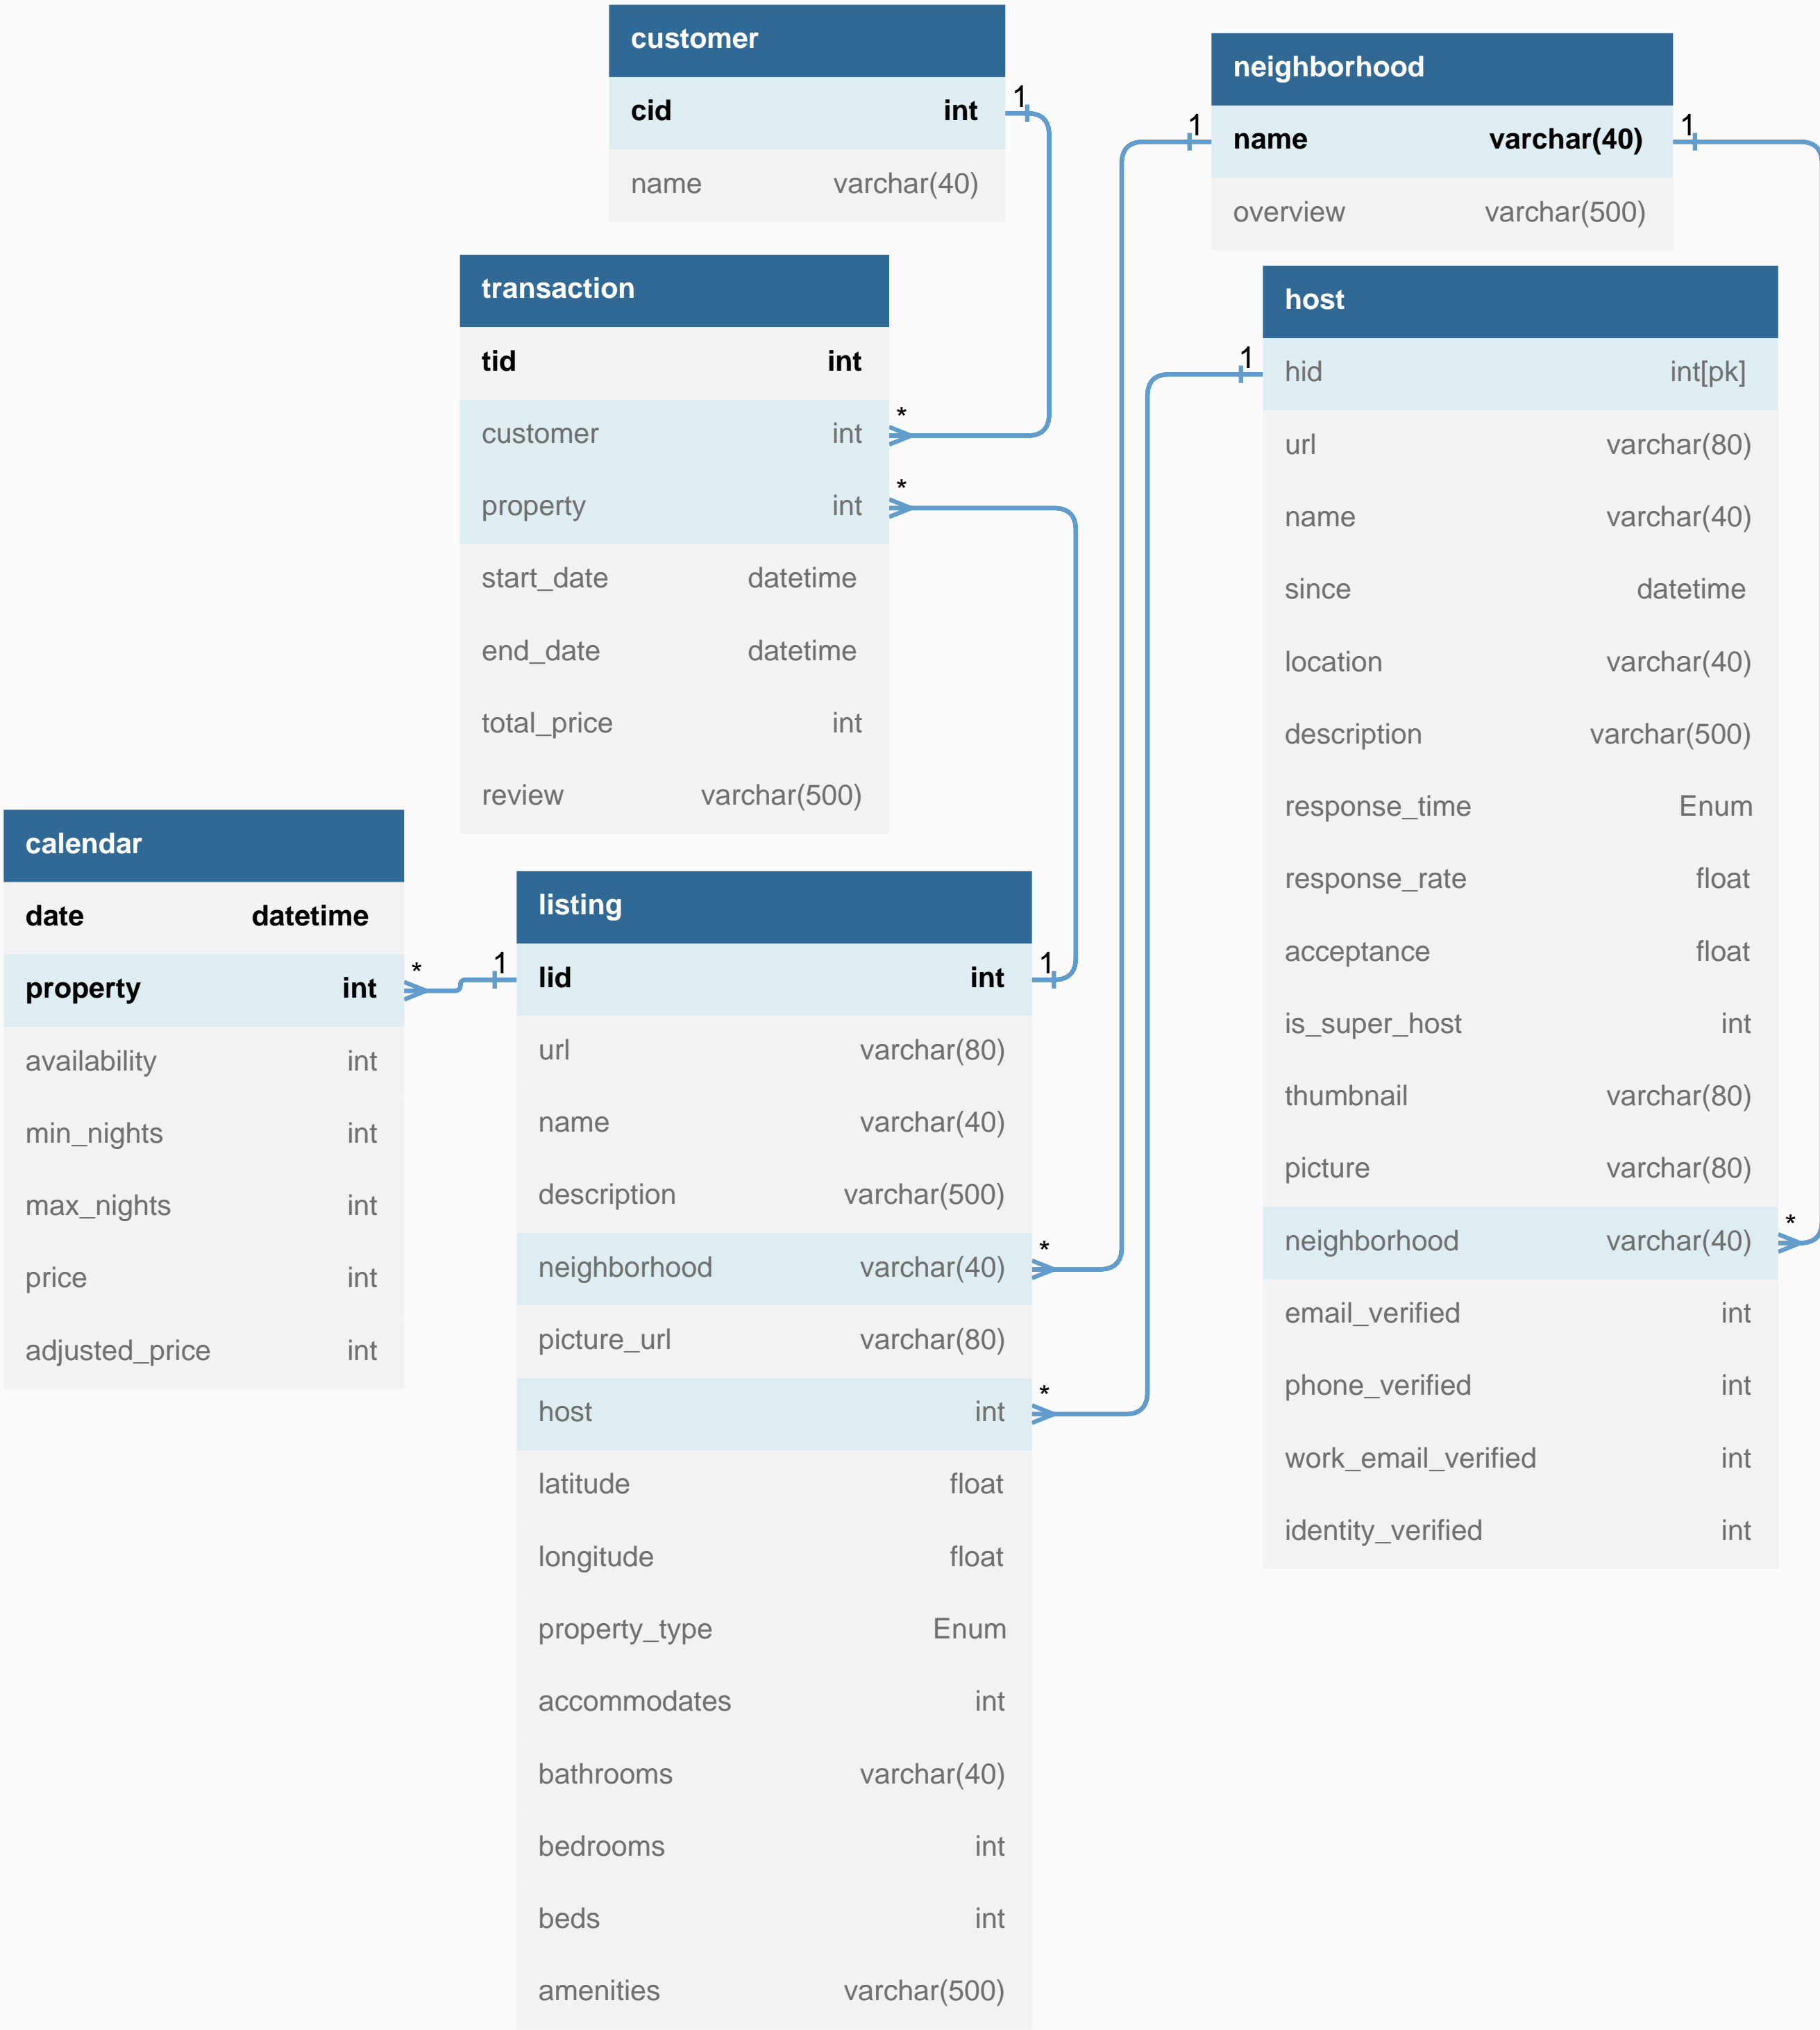 customer
cid int
name varchar(40)
1
neighborhood
name varchar(40)
overview varchar(500)
1
1
transaction
tid int
customer int
property int
start_date datetime
end_date datetime
total_price int
review varchar(500)
*
*
host
hid int[pk]
url varchar(80)
name varchar(40)
since datetime
location varchar(40)
description varchar(500)
response_time Enum
response_rate float
acceptance float
is_super_host int
thumbnail varchar(80)
picture varchar(80)
neighborhood varchar(40)
email_verified int
phone_verified int
work_email_verified int
identity_verified int
1
*
calendar
date datetime
property int
availability int
min_nights int
max_nights int
price int
adjusted_price int
*
listing
lid int
url varchar(80)
name varchar(40)
description varchar(500)
neighborhood varchar(40)
picture_url varchar(80)
host int
latitude float
longitude float
property_type Enum
accommodates int
bathrooms varchar(40)
bedrooms int
beds int
amenities varchar(500)
1
1
*
*